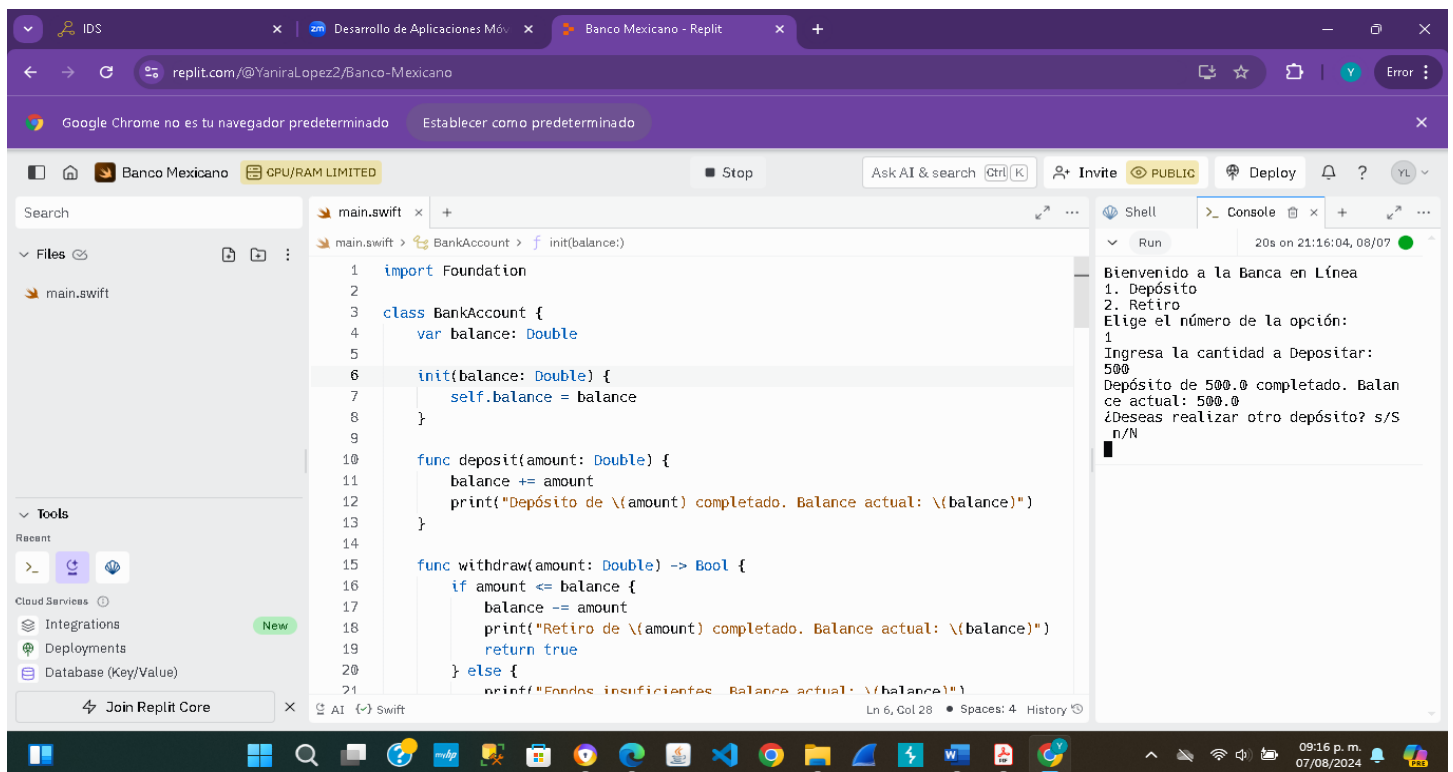 IDS
zm Desarrollo de Aplicaciones Móv
Banco Mexicano - Replit
replit.com/@YaniraLopez2/Banco-Mexicano
Y
Error
Google Chrome no es tu navegador predeterminado
Establecer como predeterminado
Banco Mexicano
CPU/RAM LIMITED
Stop
Ask AI & search Ctrl K
Invite
PUBLIC
Deploy
?
YL
Search
Files
main.swift
Tools
Recent
Cloud Services
Integrations New
Deployments
Database (Key/Value)
Join Replit Core
main.swift
main.swift > BankAccount > f init(balance:)
1 import Foundation
2
3 class BankAccount {
4 var balance: Double
5
6 init(balance: Double) {
7 self.balance = balance
8 }
9
10 func deposit(amount: Double) {
11 balance += amount
12 print("Depósito de \(amount) completado. Balance actual: \(balance)")
13 }
14
15 func withdraw(amount: Double) -> Bool {
16 if amount <= balance {
17 balance -= amount
18 print("Retiro de \(amount) completado. Balance actual: \(balance)")
19 return true
20 } else {
21 print("Fondos insuficientes. Balance actual: \(balance)")
AI Swift
Ln 6, Col 28 • Spaces: 4 History
Shell
Console
Run
20s on 21:16:04, 08/07
Bienvenido a la Banca en Línea
1. Depósito
2. Retiro
Elige el número de la opción:
1
Ingresa la cantidad a Depositar:
500
Depósito de 500.0 completado. Balan
ce actual: 500.0
¿Deseas realizar otro depósito? s/S
n/N
09:16 p. m.
07/08/2024
PRE